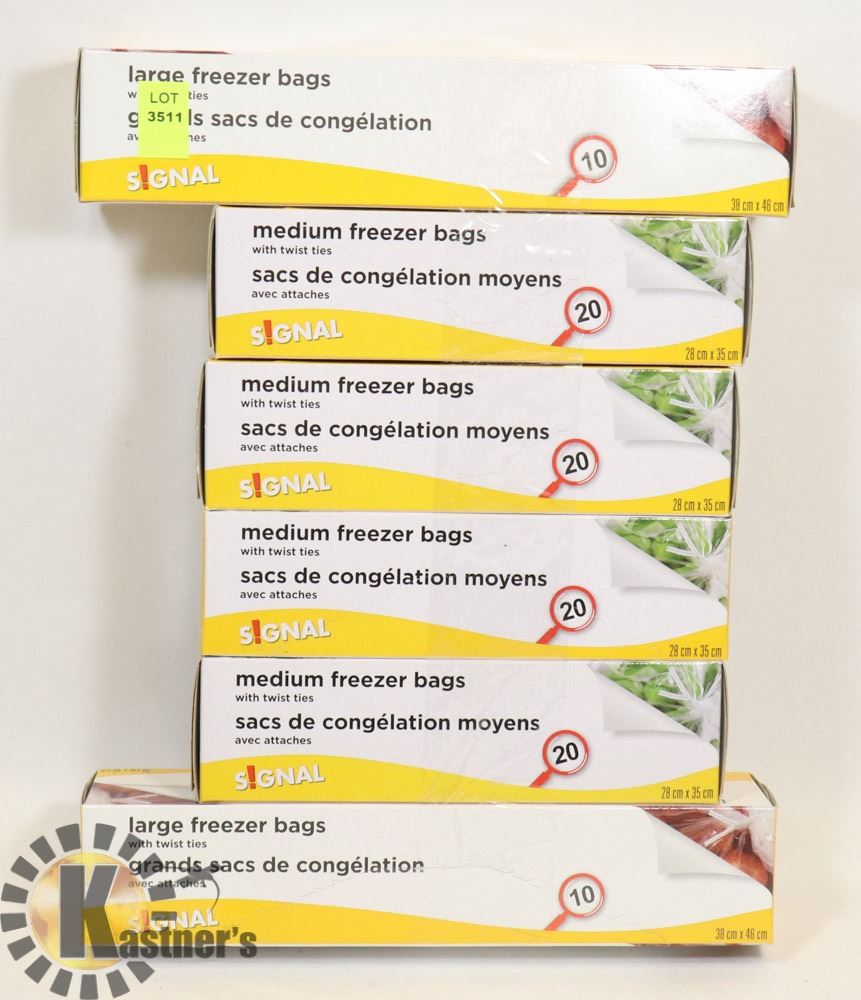 large freezer bags
LOT
3511
ties
sacs de congélation
S!GNAL
10
38 cm x 46 cm
medium freezer bags
with twist ties
sacs de congélation moyens
avec attaches
20
S!GNAL
28 cm x 35 cm
medium freezer bags
with twist ties
sacs de congélation moyens
avec attaches
20
S!GNAL
28 cm x 35 cm
medium freezer bags
with twist ties
sacs de congélation moyens
avec attaches
20
S!GNAL
28 cm x 35 cm
medium freezer bags
with twist ties
sacs de congélation moyens
avec attaches
20
S!GNAL
28 cm x 35 cm
large freezer bags
with twist ties
grands sacs de congélation
avec attaches
10
S!GNAL
38 cm x 46 cm
Kastner's